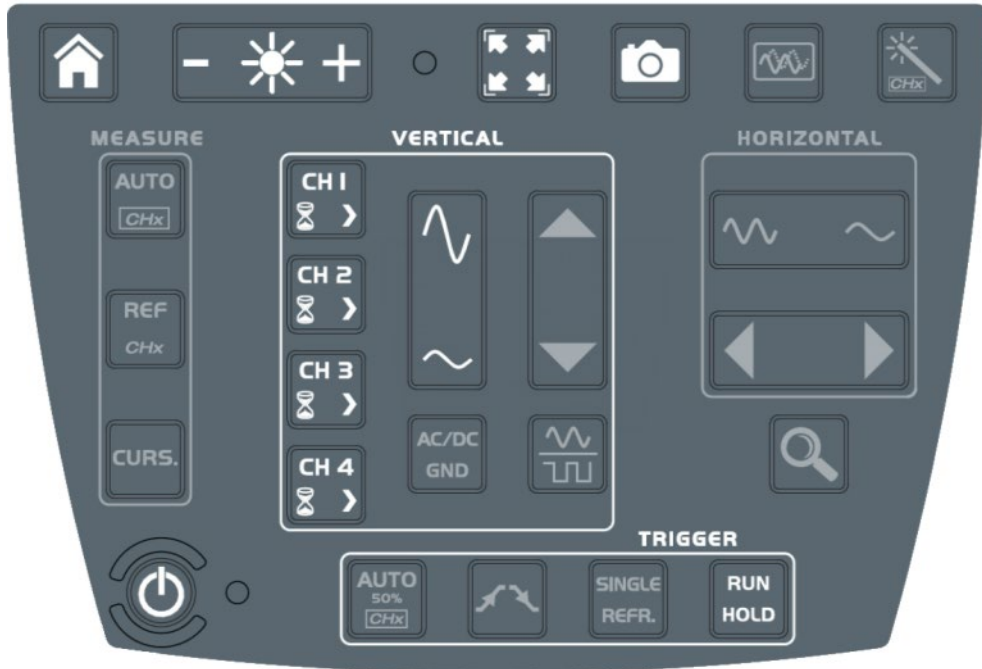 CHx
MEASURE
VERTICAL
HORIZONTAL
AUTO
CHx
REF
CHx
CURS.
CH 1
CH 2
CH 3
CH 4
AC/DC
GND
TRIGGER
AUTO
50%
CHx
SINGLE
REFR.
RUN
HOLD